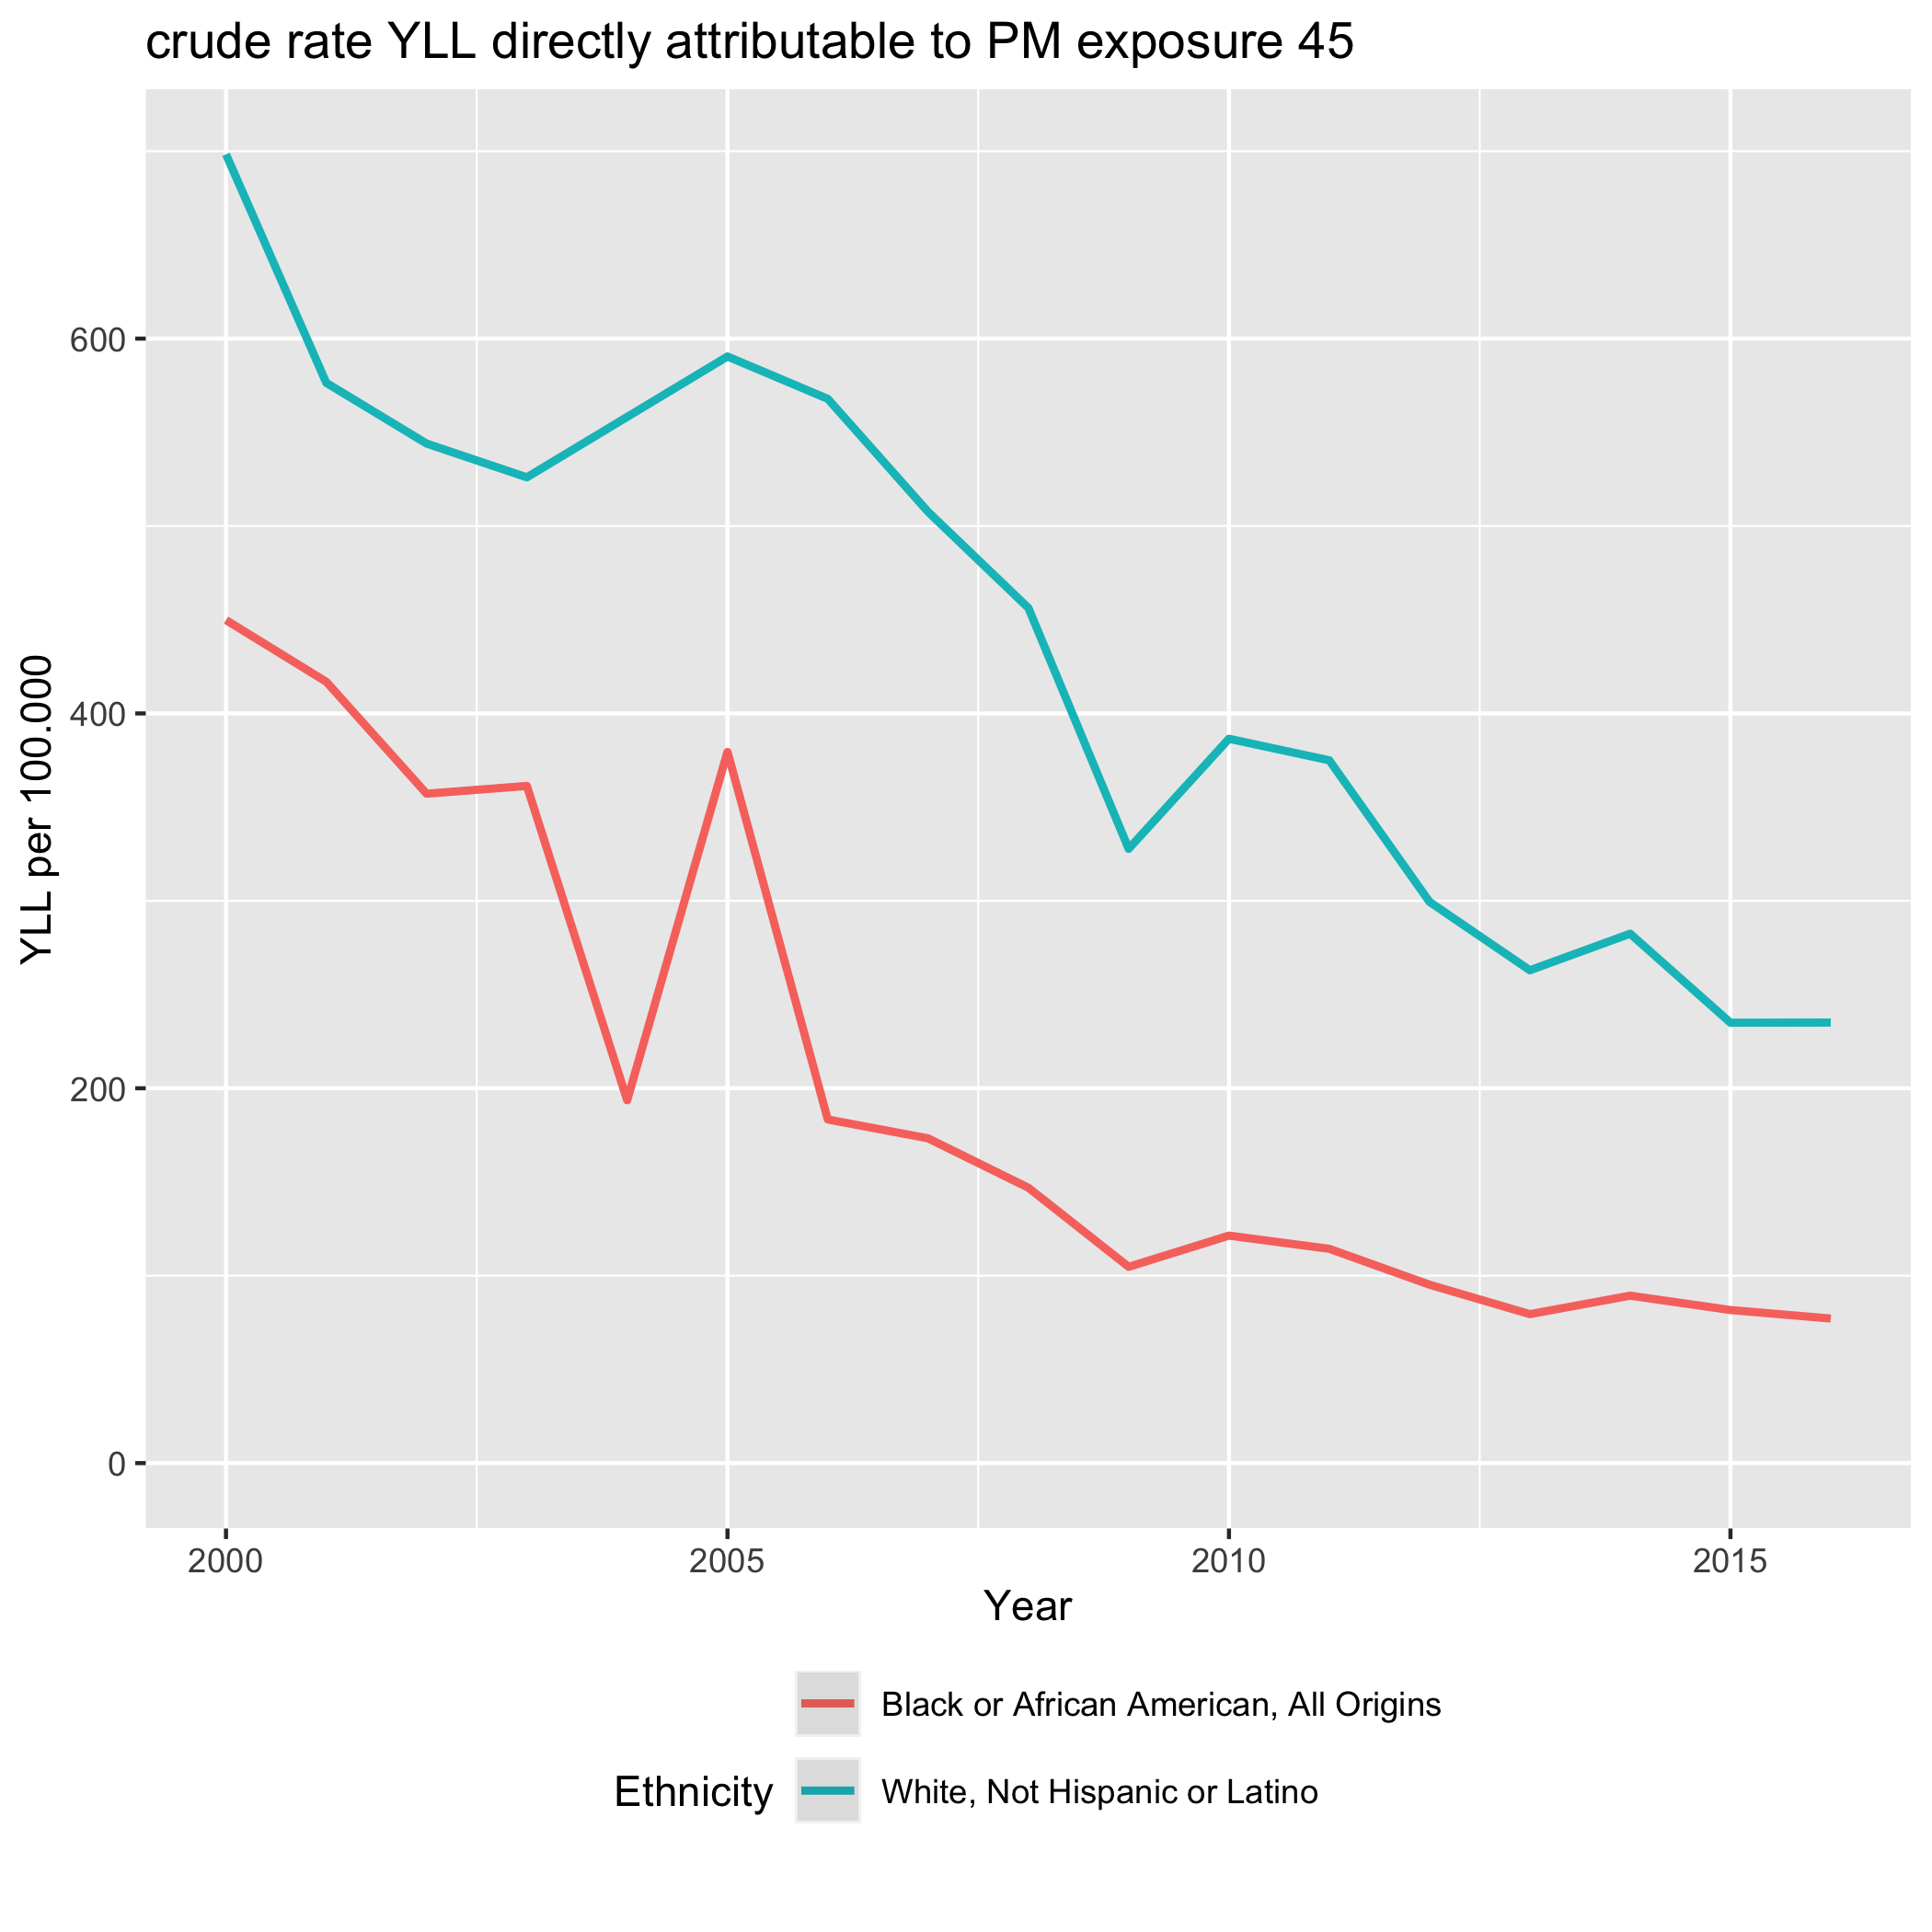 crude rate YLL directly attributable to PM exposure 45
YLL per 100.000
600
400
200
0
2000 2005 2010 2015
Year
Ethnicity
Black or African American, All Origins
White, Not Hispanic or Latino